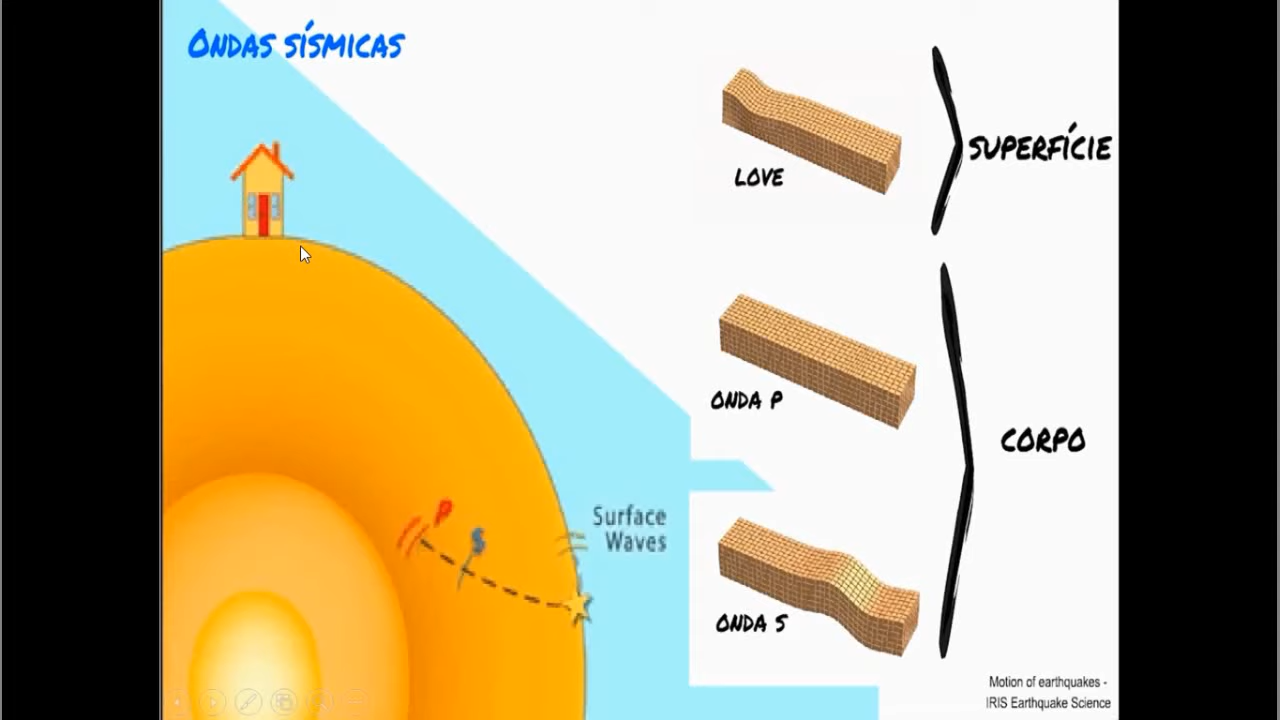 ONDAS SÍSMICAS
LOVE
SUPERFÍCIE
ONDA P
CORPO
P
S
Surface
Waves
ONDA S
Motion of earthquakes -
IRIS Earthquake Science